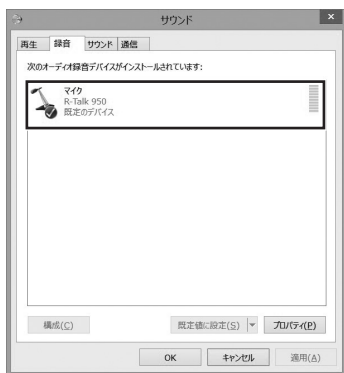 サウンド
×
再生 録音 サウンド 通信
次のオーディオ録音デバイスがインストールされています:
マイク
R-Talk 950
既定のデバイス
構成(C) 既定値に設定(S) プロパティ(P)
OK キャンセル 適用(A)